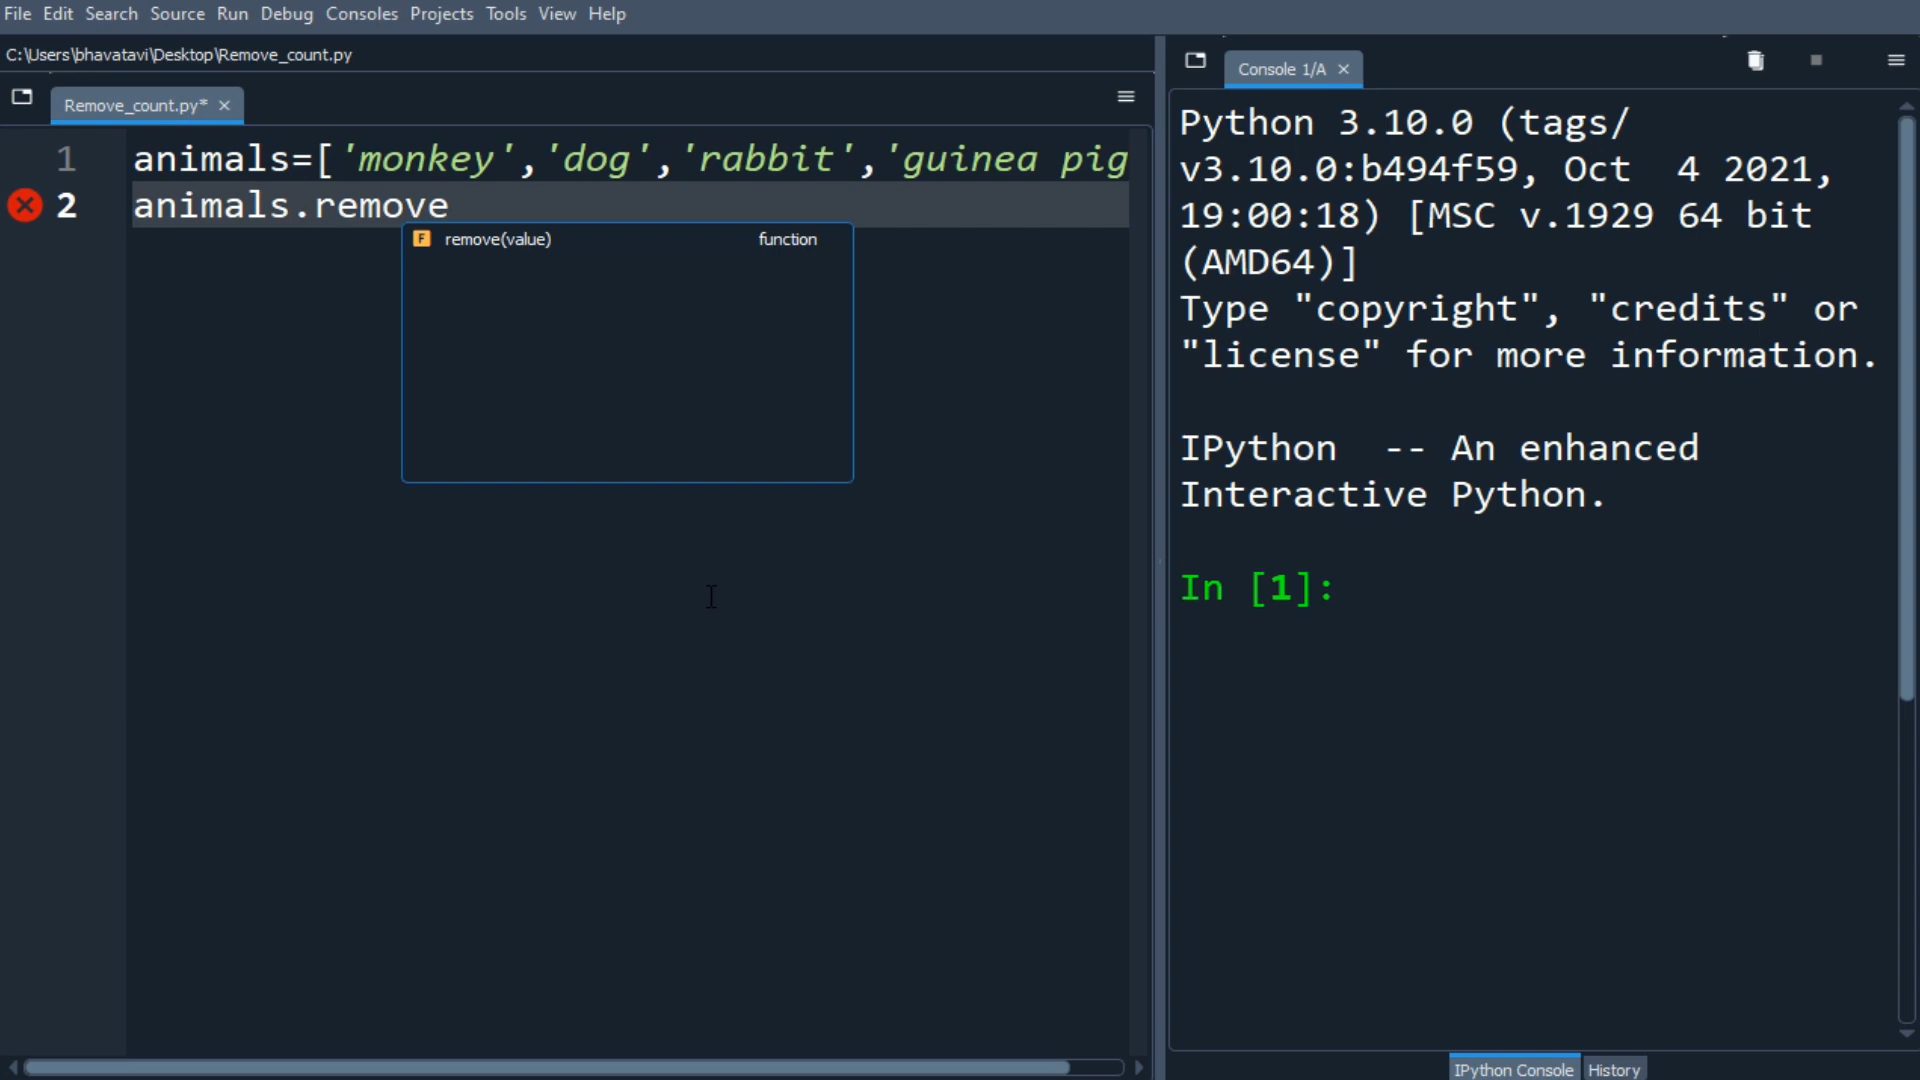 File Edit Search Source Run Debug Consoles Projects Tools View Help
C:\Users\bhavatavi\Desktop\Remove_count.py
Remove_count.py*
1 animals=['monkey','dog','rabbit','guinea pig
2 animals.remove
F remove(value) function
Console 1/A
Python 3.10.0 (tags/
v3.10.0:b494f59, Oct  4 2021,
19:00:18) [MSC v.1929 64 bit
(AMD64)]
Type "copyright", "credits" or
"license" for more information.
IPython  -- An enhanced
Interactive Python.
In [1]:
IPython Console History